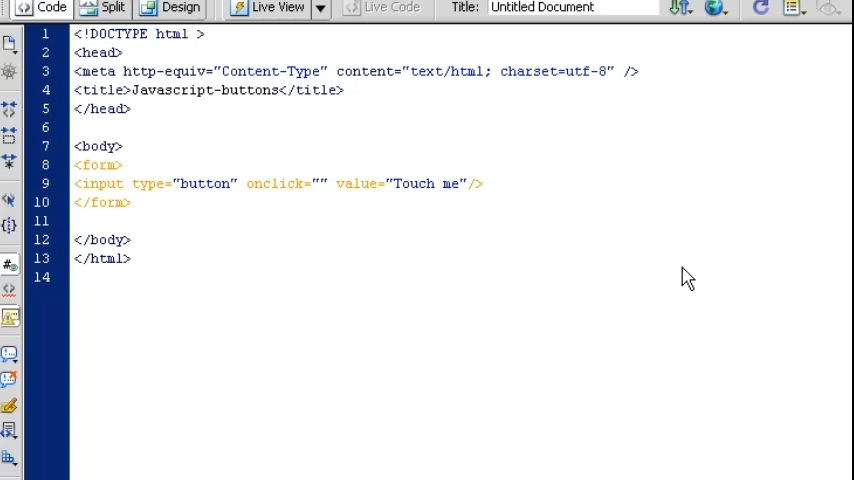 Code Split Design Live View Live Code Title: Untitled Document
1 <!DOCTYPE html >
2 <head>
3 <meta http-equiv="Content-Type" content="text/html; charset=utf-8" />
4 <title>Javascript-buttons</title>
5 </head>
6
7 <body>
8 <form>
9 <input type="button" onclick="" value="Touch me"/>
10 </form>
11
12 </body>
13 </html>
14